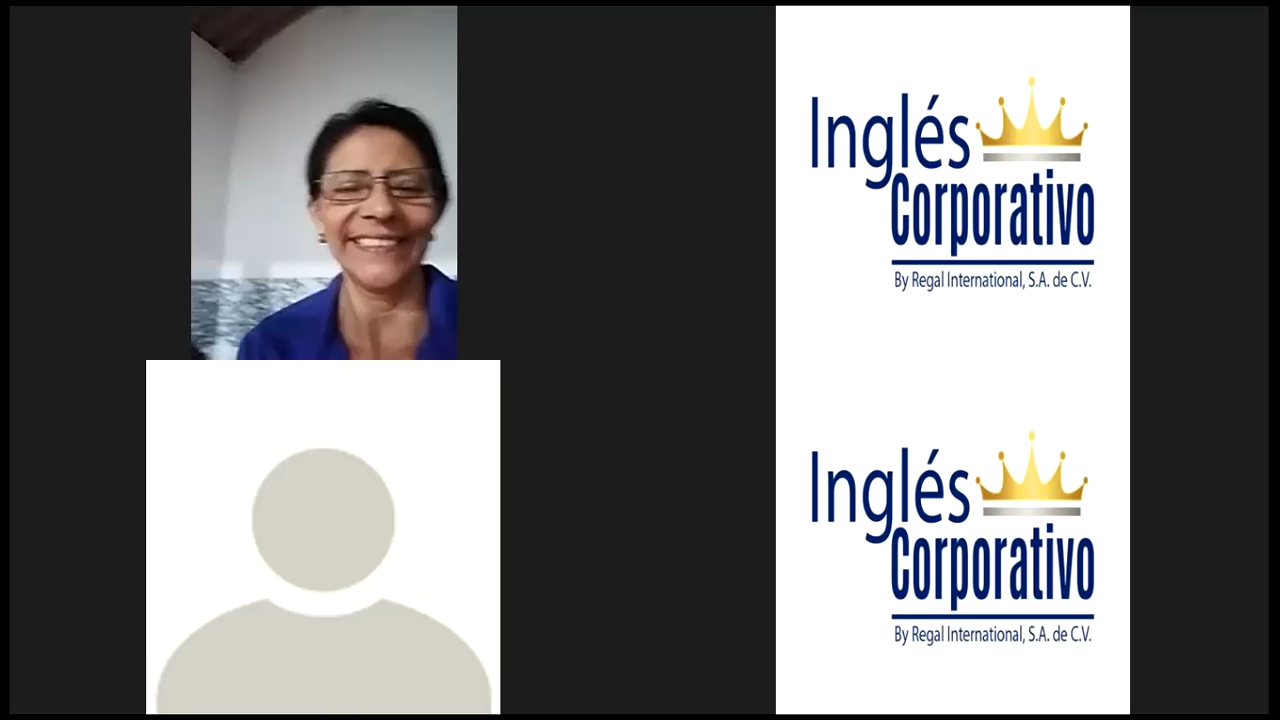 Inglés
Corporativo
By Regal International, S.A. de C.V.
Inglés
Corporativo
By Regal International, S.A. de C.V.